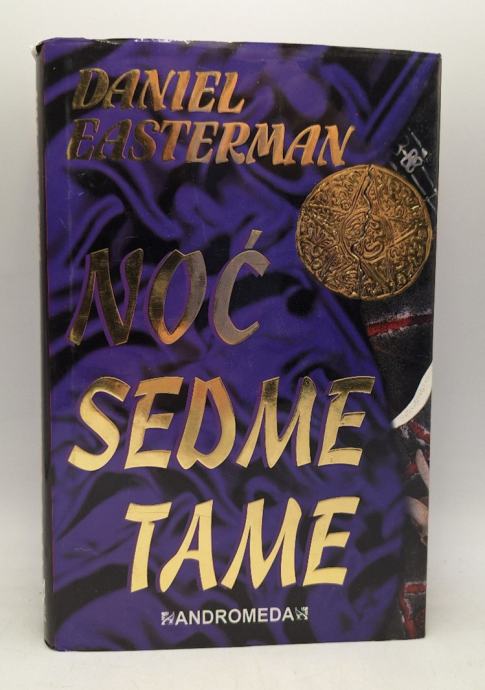 DANIEL
EASTERMAN
NOĆ
SEDME
TAME
ANDROMEDA